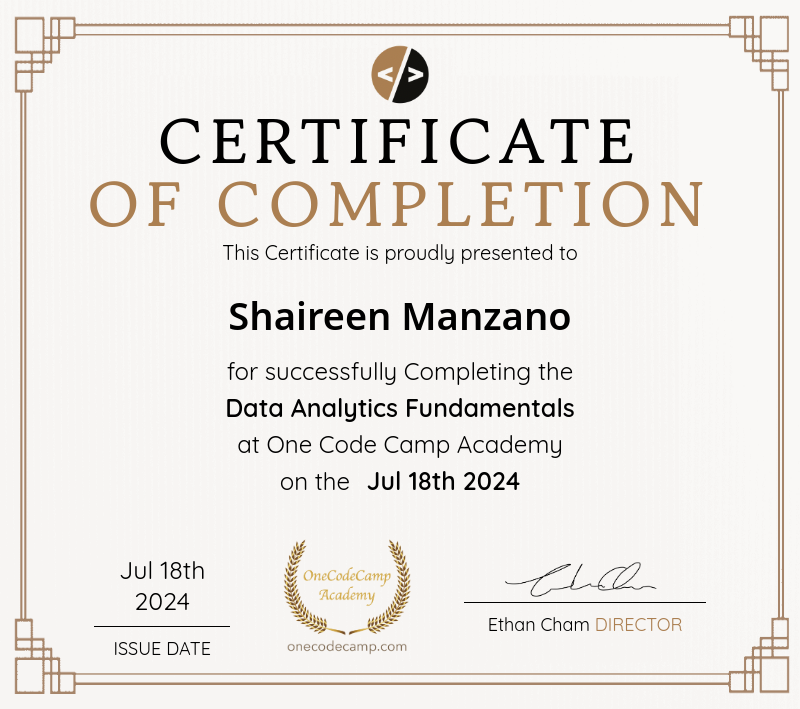 </>
CERTIFICATE
OF COMPLETION
This Certificate is proudly presented to
Shaireen Manzano
for successfully Completing the
Data Analytics Fundamentals
at One Code Camp Academy
on the Jul 18th 2024
Jul 18th
2024
ISSUE DATE
OneCodeCamp
Academy
onecodecamp.com
Ethan Cham DIRECTOR